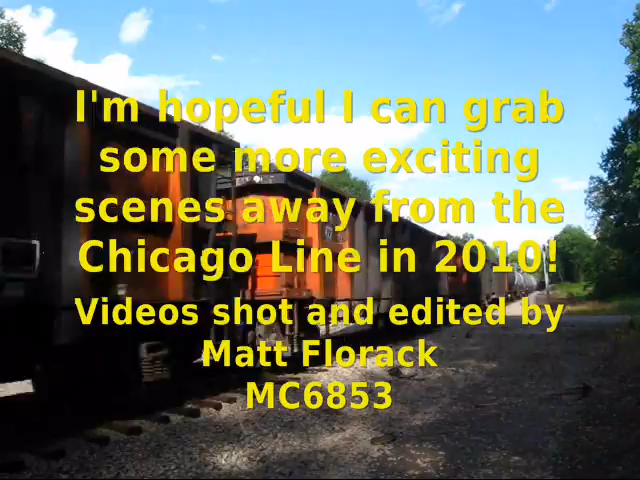 I'm hopeful I can grab
some more exciting
scenes away from the
Chicago Line in 2010!
Videos shot and edited by
Matt Florack
MC6853